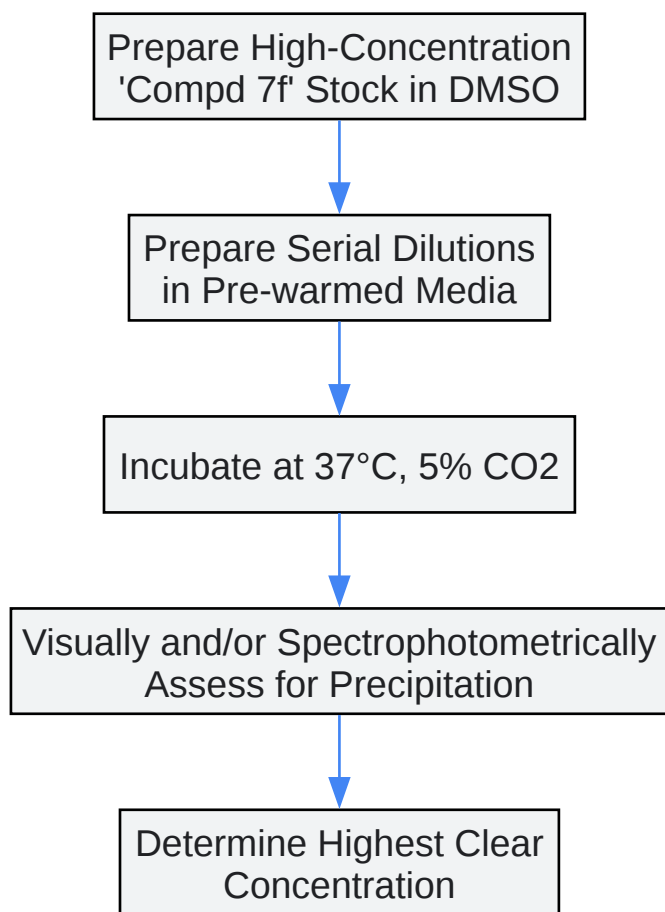 Prepare High-Concentration
'Compd 7f' Stock in DMSO
Prepare Serial Dilutions
in Pre-warmed Media
Incubate at 37°C, 5% CO2
Visually and/or Spectrophotometrically
Assess for Precipitation
Determine Highest Clear
Concentration